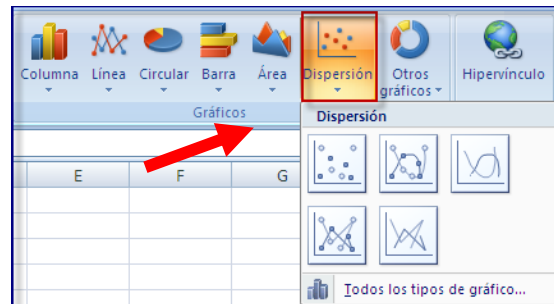 Columna Línea Circular Barra Área Dispersión Otros gráficos Hipervínculo
Gráficos
Dispersión
E F G
Todos los tipos de gráfico...